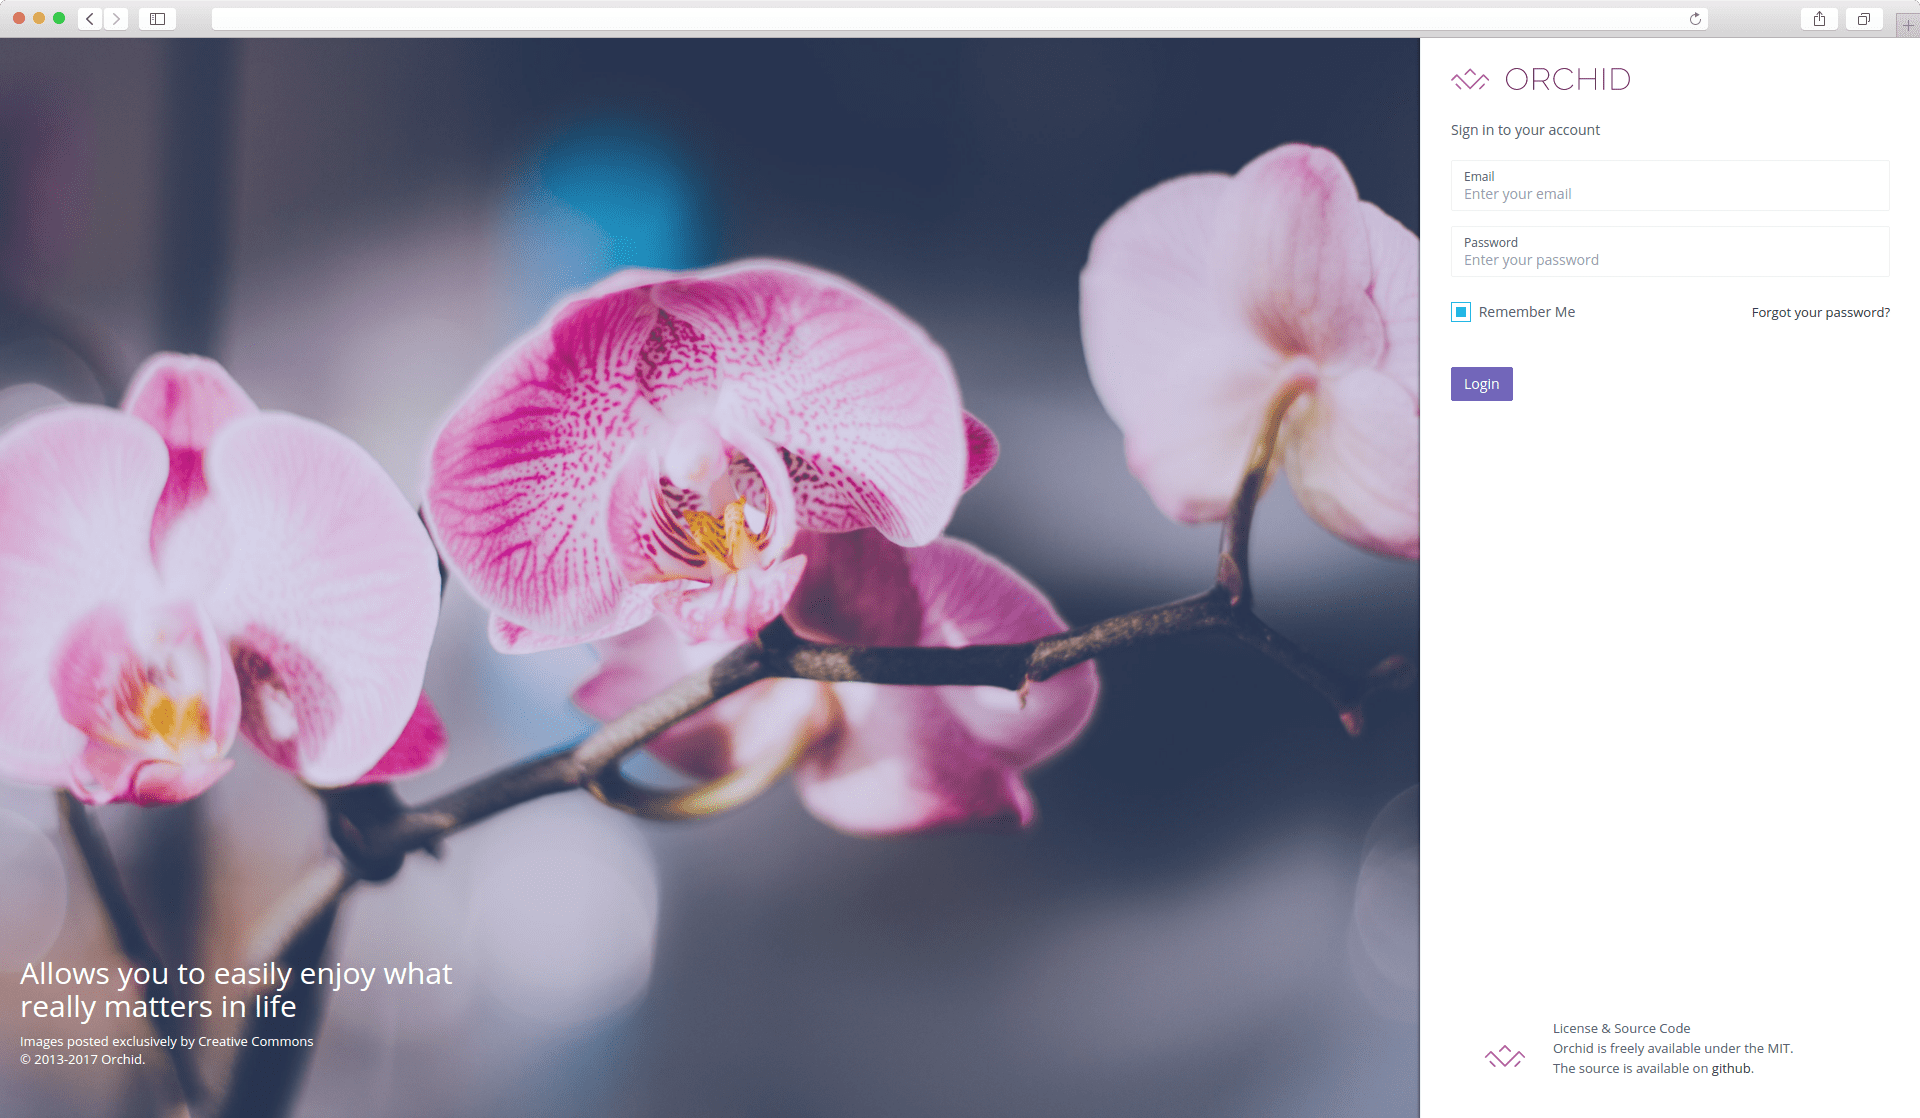 ORCHID
Sign in to your account
Email
Enter your email
Password
Enter your password
Remember Me
Forgot your password?
Login
Allows you to easily enjoy what
really matters in life
Images posted exclusively by Creative Commons
© 2013-2017 Orchid.
License & Source Code
Orchid is freely available under the MIT.
The source is available on github.